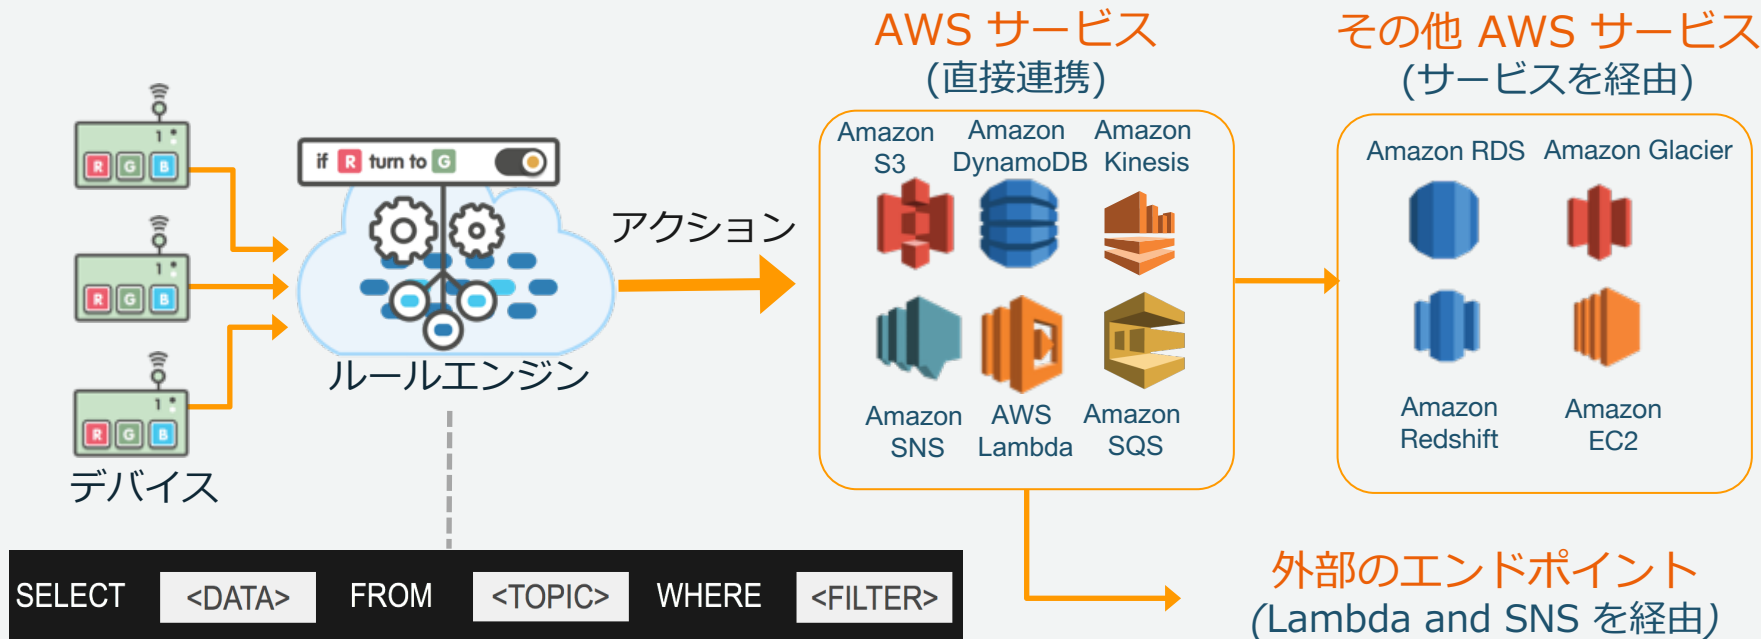 AWS サービス
(直接連携)
その他 AWS サービス
(サービスを経由)
1
R G B
1
R G B
1
R G B
デバイス
if R turn to G
ルールエンジン
アクション
Amazon
S3
Amazon
DynamoDB
Amazon
Kinesis
Amazon
SNS
AWS
Lambda
Amazon
SQS
Amazon RDS
Amazon Glacier
Amazon
Redshift
Amazon
EC2
SELECT <DATA> FROM <TOPIC> WHERE <FILTER>
外部のエンドポイント
(Lambda and SNS を経由)